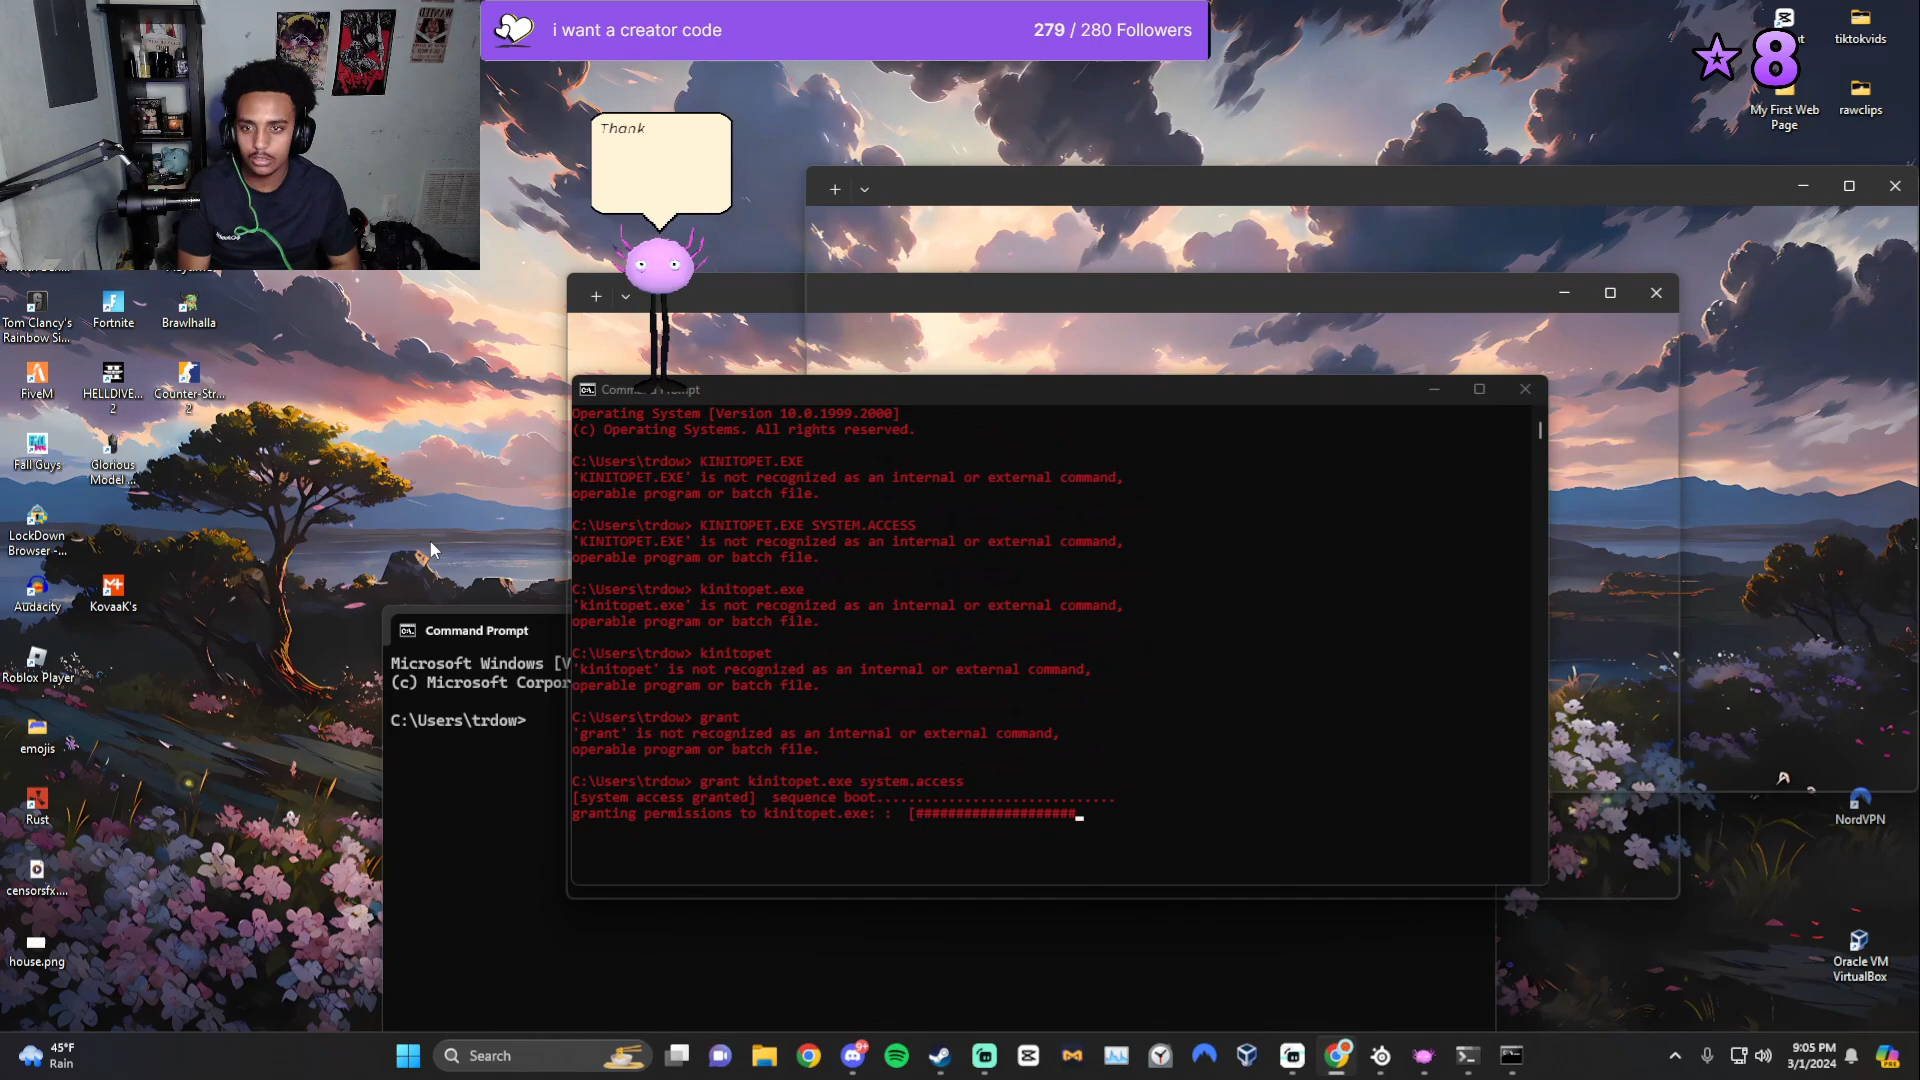 i want a creator code
279 / 280 Followers
8
tiktokvids
My First Web
Page
rawclips
Thank
Tom Clancy's
Rainbow Si...
Fortnite
Brawlhalla
FiveM
HELLDIVE...
2
Counter-Str...
2
Fall Guys
Glorious
Model ...
LockDown
Browser -...
Audacity
KovaaK's
Roblox Player
emojis
Rust
censorsfx....
house.png
NordVPN
Oracle VM
VirtualBox
Command Prompt
Microsoft Windows [V
(c) Microsoft Corpor
C:\Users\trdow>
Operating System [Version 10.0.1999.2000]
(c) Operating Systems. All rights reserved.
C:\Users\trdow> KINITOPET.EXE
'KINITOPET.EXE' is not recognized as an internal or external command,
operable program or batch file.
C:\Users\trdow> KINITOPET.EXE SYSTEM.ACCESS
'KINITOPET.EXE' is not recognized as an internal or external command,
operable program or batch file.
C:\Users\trdow> kinitopet.exe
'kinitopet.exe' is not recognized as an internal or external command,
operable program or batch file.
C:\Users\trdow> kinitopet
'kinitopet' is not recognized as an internal or external command,
operable program or batch file.
C:\Users\trdow> grant
'grant' is not recognized as an internal or external command,
operable program or batch file.
C:\Users\trdow> grant kinitopet.exe system.access
[system access granted]  sequence boot..............................
granting permissions to kinitopet.exe: :  [####################
45°F
Rain
Search
9:05 PM
3/1/2024